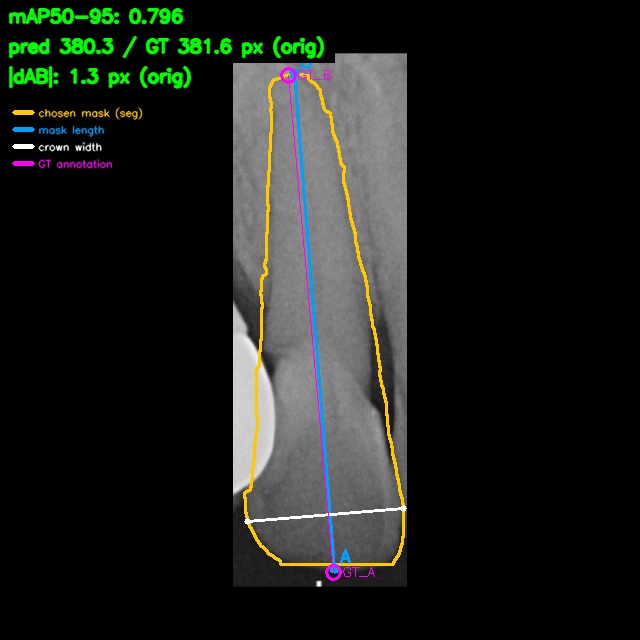 mAP50-95: 0.796
pred 380.3 / GT 381.6 px (orig)
|dAB|: 1.3 px (orig)
chosen mask (seg)
mask length
crown width
GT annotation
GT_B
A
GT_A